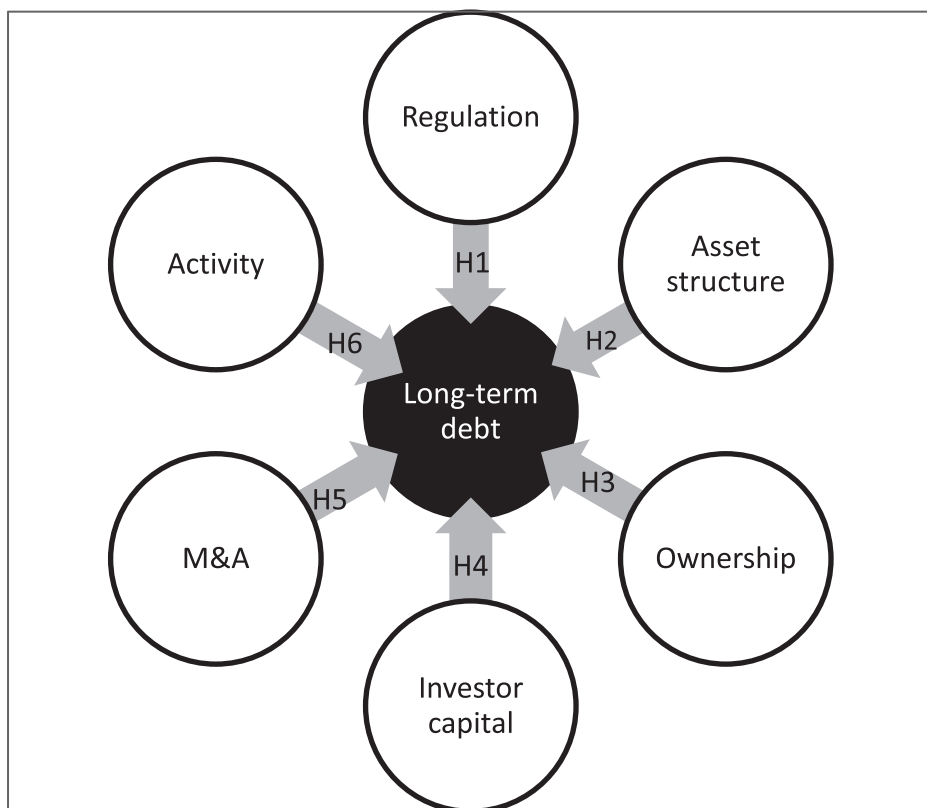 Regulation
Activity
Asset
structure
H1
H6
H2
Long-term
debt
H5
H3
M&A
H4
Ownership
Investor
capital